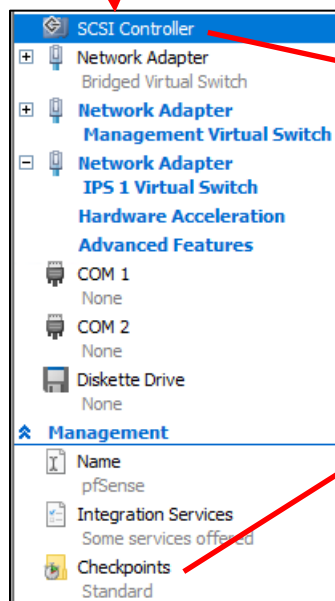 SCSI Controller
Network Adapter
Bridged Virtual Switch
Network Adapter
Management Virtual Switch
Network Adapter
IPS 1 Virtual Switch
Hardware Acceleration
Advanced Features
COM 1
None
COM 2
None
Diskette Drive
None
Management
Name
pfSense
Integration Services
Some services offered
Checkpoints
Standard